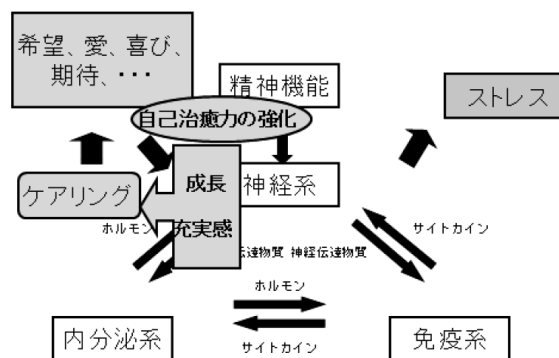 希望、愛、喜び、
期待、・・・
精神機能
ストレス
自己治癒力の強化
ケアリング
成長
充実感
神経系
ホルモン
伝達物質 神経伝達物質
サイトカイン
ホルモン
サイトカイン
内分泌系
免疫系